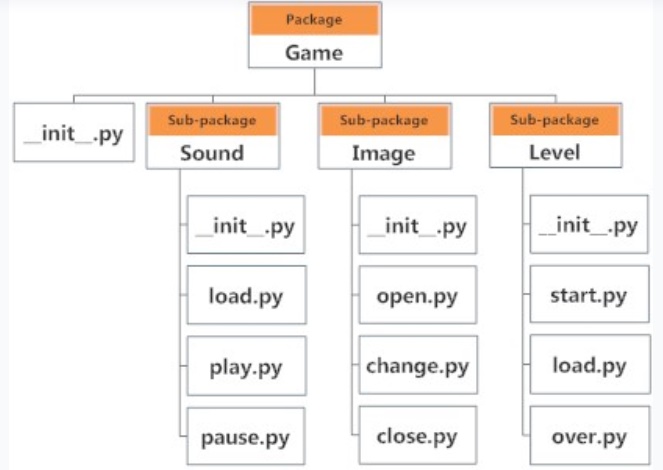 Package
Game
__init__.py
Sub-package
Sound
Sub-package
Image
Sub-package
Level
__init__.py
load.py
play.py
pause.py
__init__.py
open.py
change.py
close.py
__init__.py
start.py
load.py
over.py